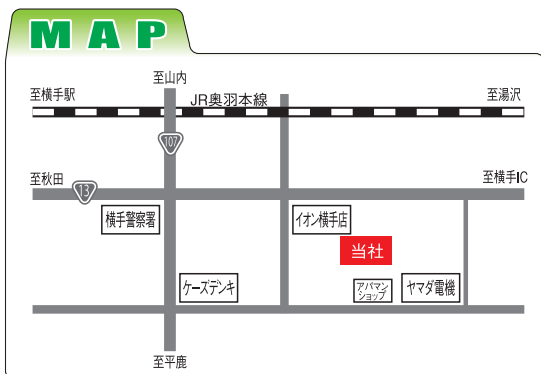 MAP
至山内
至横手駅
JR奥羽本線
至湯沢
107
至秋田
13
至横手IC
横手警察署
イオン横手店
当社
ケーズデンキ
アパマン
ショップ
ヤマダ電機
至平鹿